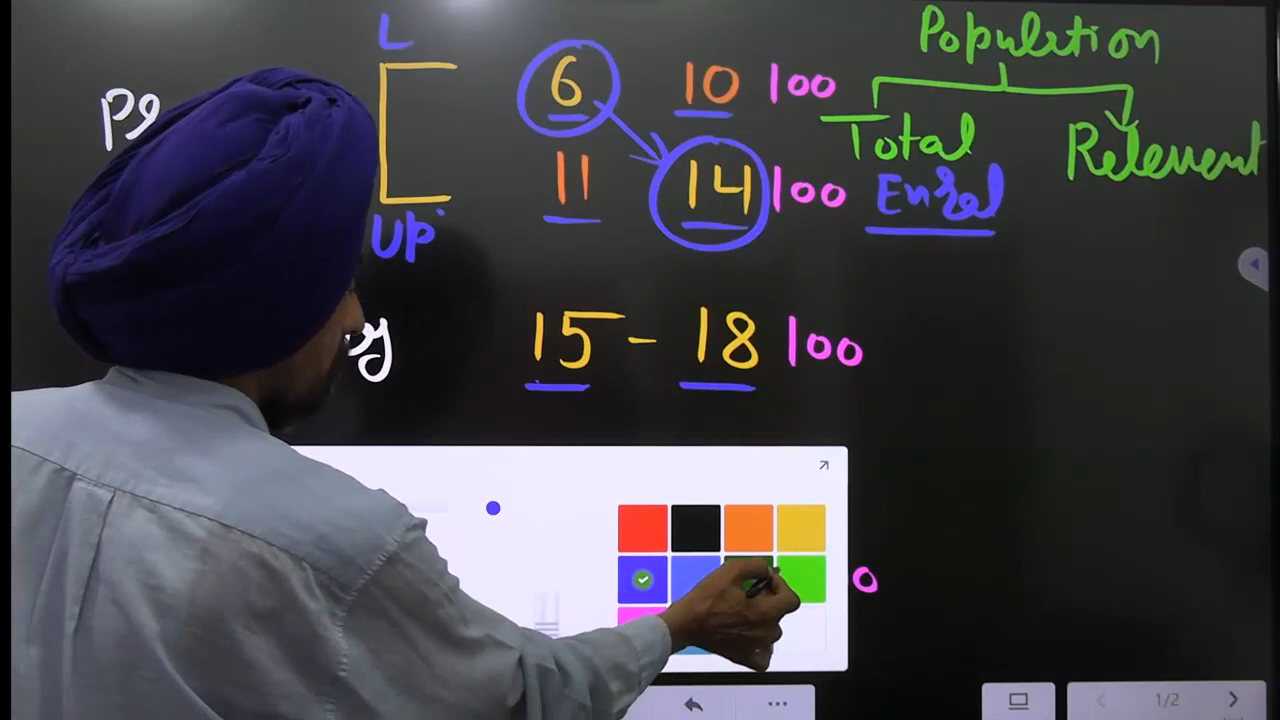 Population
L
6 10 100
Total Relevent
11 14 100 Enrol
UP
15 - 18 100
1/2